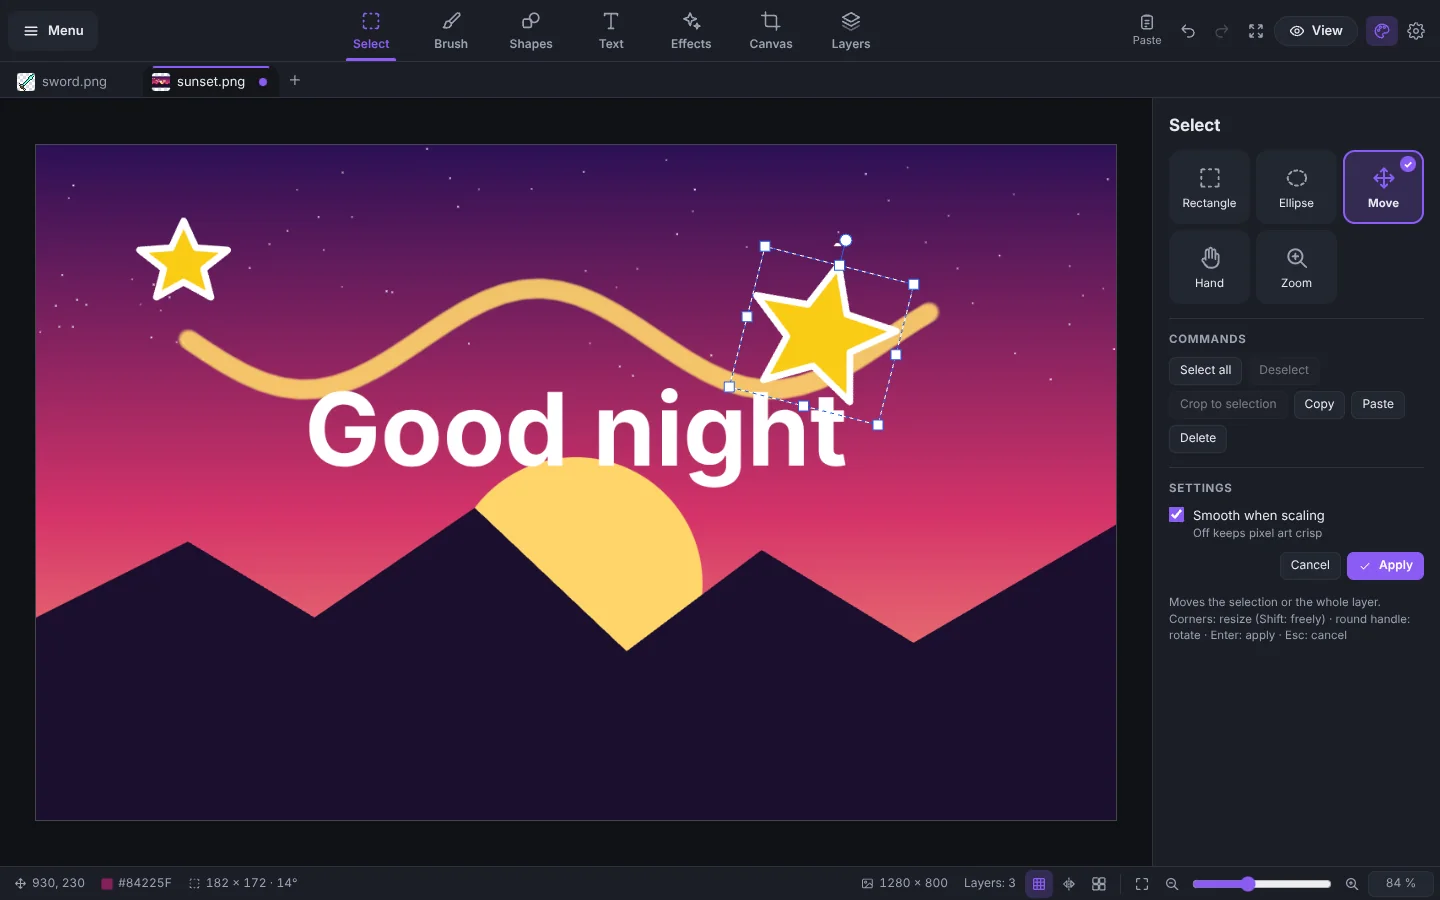 Menu
Select
Brush
Shapes
Text
Effects
Canvas
Layers
Paste
View
sword.png
sunset.png
Good night
Select
Rectangle
Ellipse
Move
Hand
Zoom
COMMANDS
Select all
Deselect
Crop to selection
Copy
Paste
Delete
SETTINGS
Smooth when scaling
Off keeps pixel art crisp
Cancel
Apply
Moves the selection or the whole layer.
Corners: resize (Shift: freely) · round handle:
rotate · Enter: apply · Esc: cancel
930, 230
#84225F
182 × 172 · 14°
1280 × 800
Layers: 3
84 %